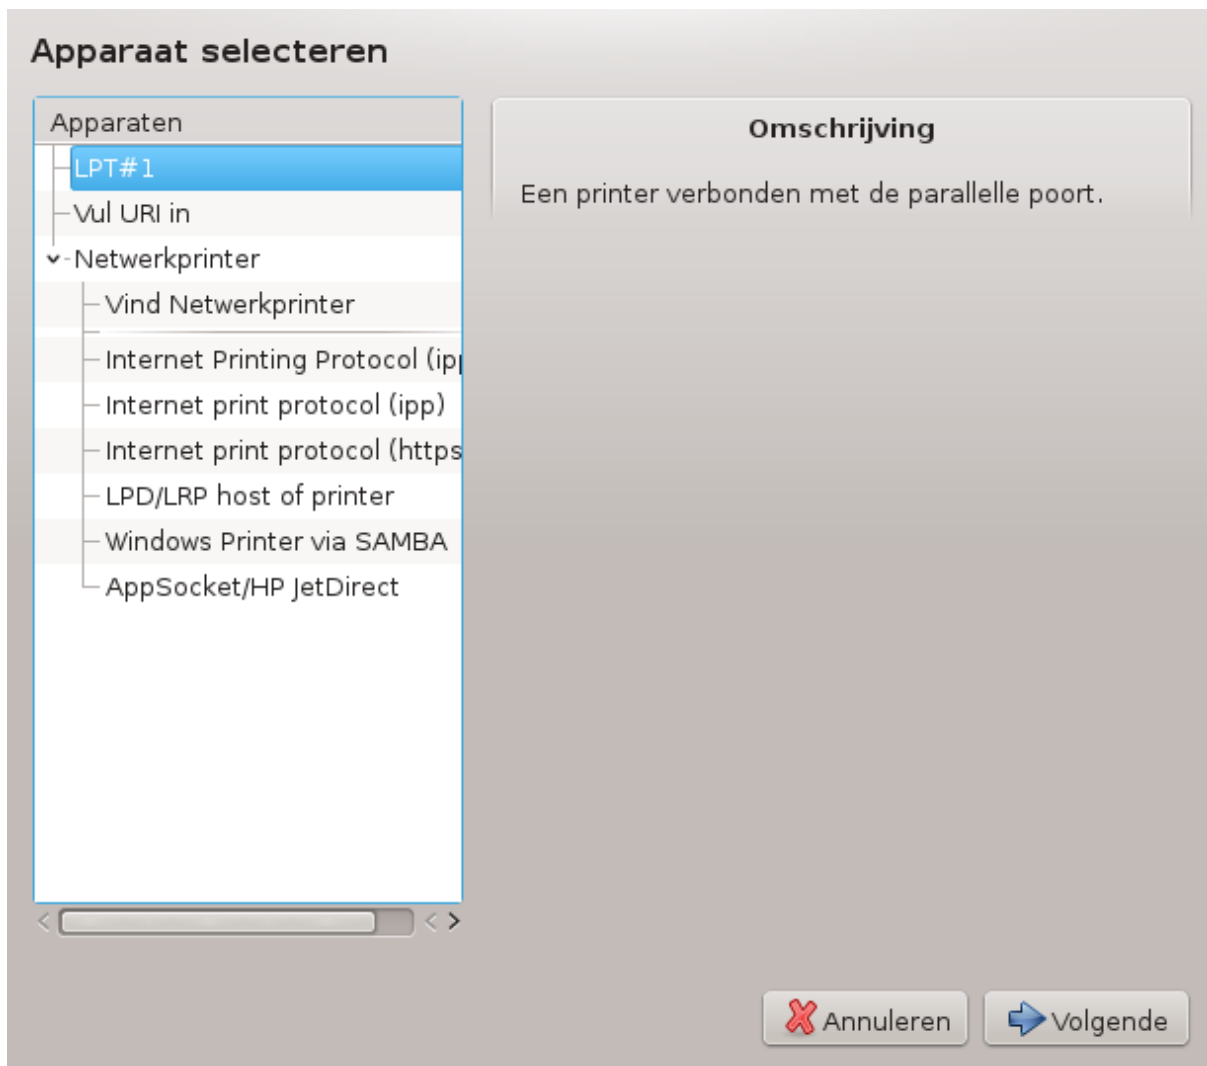 Apparaat selecteren
Apparaten
LPT#1
Vul URI in
Netwerkprinter
Vind Netwerkprinter
Internet Printing Protocol (ipp
Internet print protocol (ipp)
Internet print protocol (https
LPD/LRP host of printer
Windows Printer via SAMBA
AppSocket/HP JetDirect
Omschrijving
Een printer verbonden met de parallelle poort.
Annuleren
Volgende